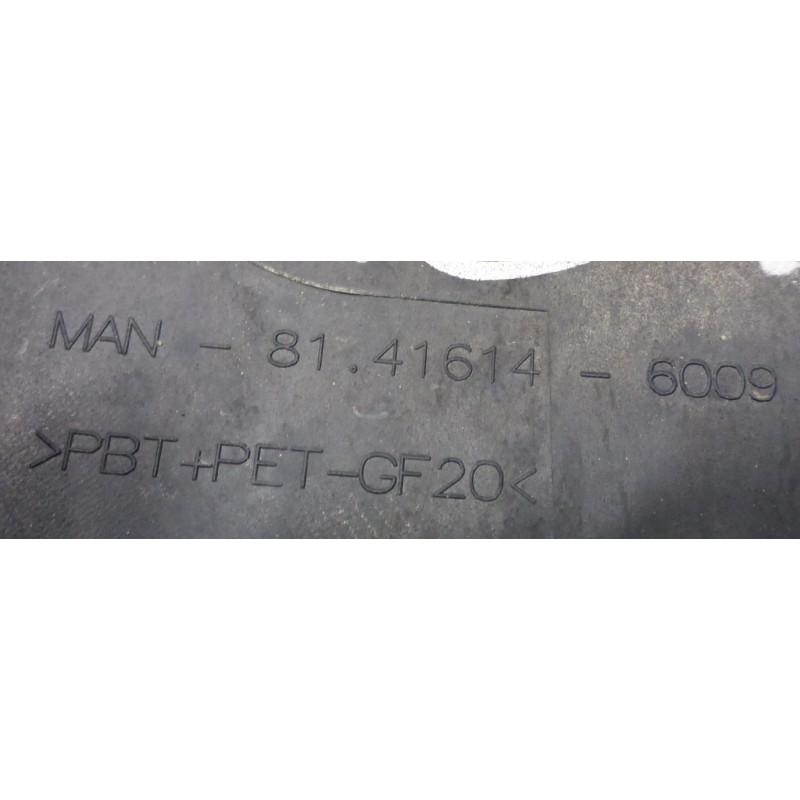 MAN - 81.41614 - 6009
>PBT+PET-GF20<